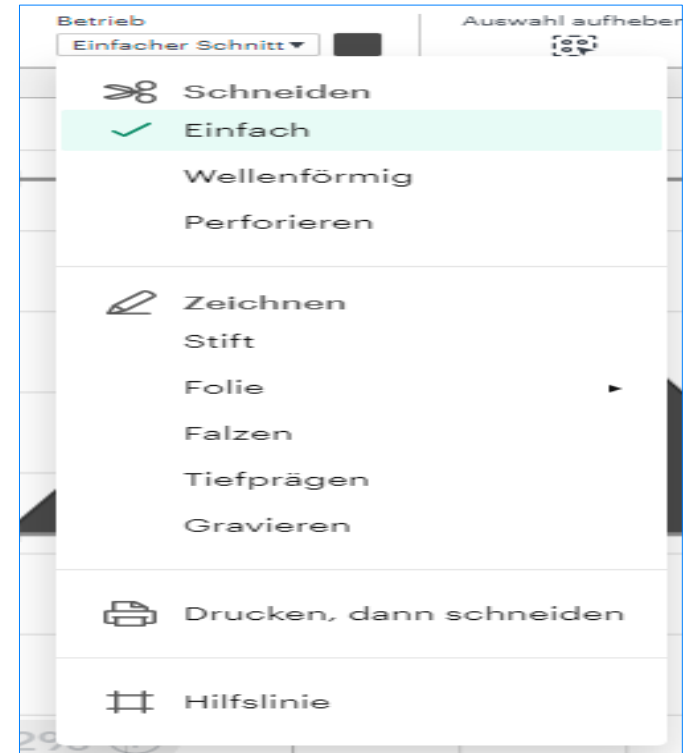 Betrieb
Auswahl aufheben
Einfacher Schnitt
Schneiden
Einfach
Wellenförmig
Perforieren
Zeichnen
Stift
Folie
Falzen
Tiefprägen
Gravieren
Drucken, dann schneiden
Hilfslinie